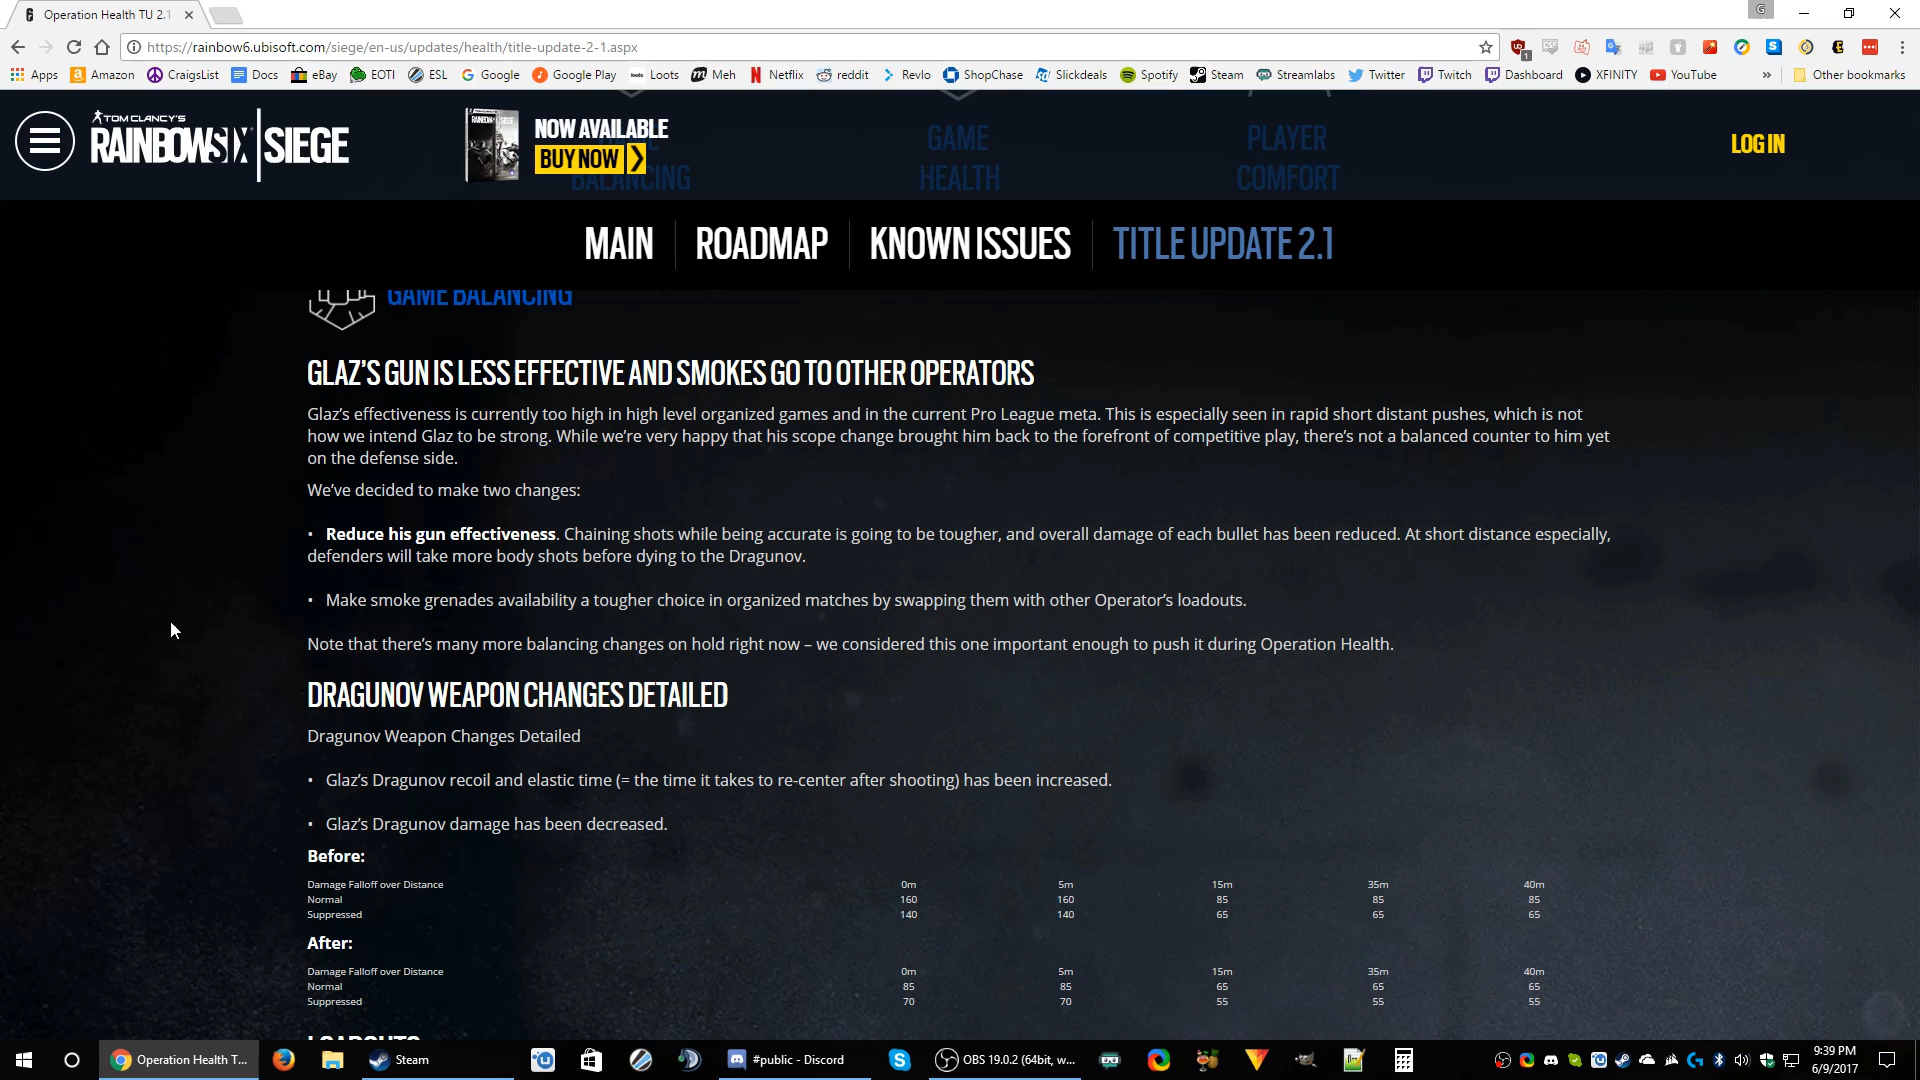 Operation Health TU 2.1
G
https://rainbow6.ubisoft.com/siege/en-us/updates/health/title-update-2-1.aspx
Apps Amazon CraigsList Docs eBay EOTI ESL Google Google Play Loots Meh Netflix reddit Revlo ShopChase Slickdeals Spotify Steam Streamlabs Twitter Twitch Dashboard XFINITY YouTube » Other bookmarks
TOM CLANCY'S
RAINBOWSIX SIEGE
NOW AVAILABLE
BUY NOW
BALANCING
GAME
HEALTH
PLAYER
COMFORT
LOG IN
MAIN ROADMAP KNOWN ISSUES TITLE UPDATE 2.1
GAME BALANCING
GLAZ'S GUN IS LESS EFFECTIVE AND SMOKES GO TO OTHER OPERATORS
Glaz's effectiveness is currently too high in high level organized games and in the current Pro League meta. This is especially seen in rapid short distant pushes, which is not
how we intend Glaz to be strong. While we're very happy that his scope change brought him back to the forefront of competitive play, there's not a balanced counter to him yet
on the defense side.
We've decided to make two changes:
• Reduce his gun effectiveness. Chaining shots while being accurate is going to be tougher, and overall damage of each bullet has been reduced. At short distance especially,
defenders will take more body shots before dying to the Dragunov.
• Make smoke grenades availability a tougher choice in organized matches by swapping them with other Operator's loadouts.
Note that there's many more balancing changes on hold right now – we considered this one important enough to push it during Operation Health.
DRAGUNOV WEAPON CHANGES DETAILED
Dragunov Weapon Changes Detailed
• Glaz's Dragunov recoil and elastic time (= the time it takes to re-center after shooting) has been increased.
• Glaz's Dragunov damage has been decreased.
Before:
Damage Falloff over Distance 0m 5m 15m 35m 40m
Normal 160 160 85 85 85
Suppressed 140 140 65 65 65
After:
Damage Falloff over Distance 0m 5m 15m 35m 40m
Normal 85 85 65 65 65
Suppressed 70 70 55 55 55
LOADOUTS
Operation Health T... Steam #public - Discord OBS 19.0.2 (64bit, w...
9:39 PM
6/9/2017